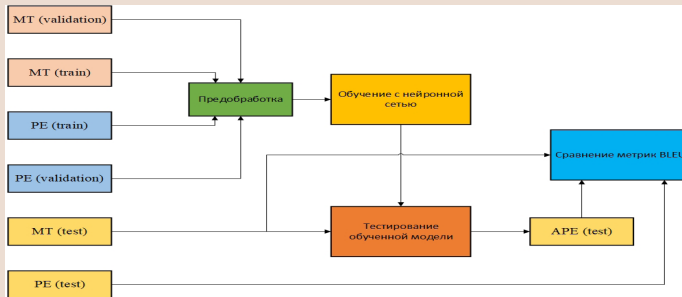 MT (validation)
MT (train)
PE (train)
PE (validation)
MT (test)
PE (test)
Предобработка
Обучение с нейронной
сетью
Тестирование
обученной модели
APE (test)
Сравнение метрик BLEU